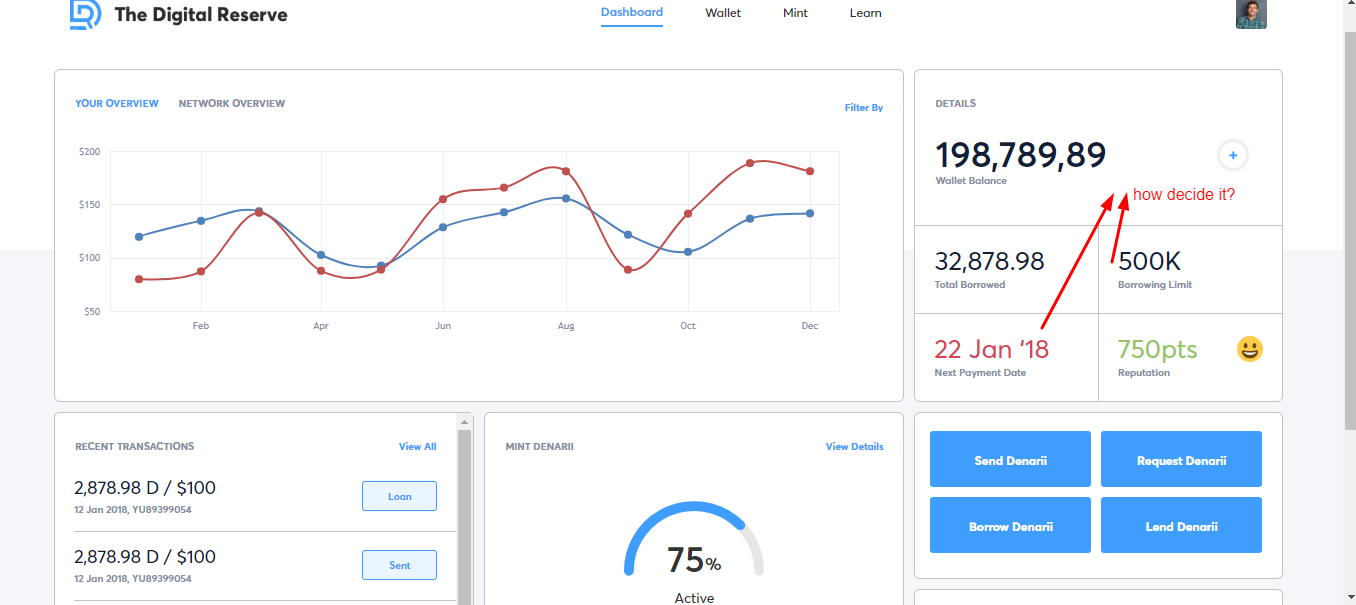 The Digital Reserve
Dashboard Wallet Mint Learn
YOUR OVERVIEW NETWORK OVERVIEW
Filter By
$200
$150
$100
$50
Feb Apr Jun Aug Oct Dec
DETAILS
198,789,89
+
Wallet Balance
how decide it?
32,878.98
Total Borrowed
500K
Borrowing Limit
22 Jan ‘18
Next Payment Date
750pts
Reputation
RECENT TRANSACTIONS View All
2,878.98 D / $100
12 Jan 2018, YU89399054
Loan
2,878.98 D / $100
12 Jan 2018, YU89399054
Sent
MINT DENARII View Details
75%
Active
Send Denarii Request Denarii
Borrow Denarii Lend Denarii